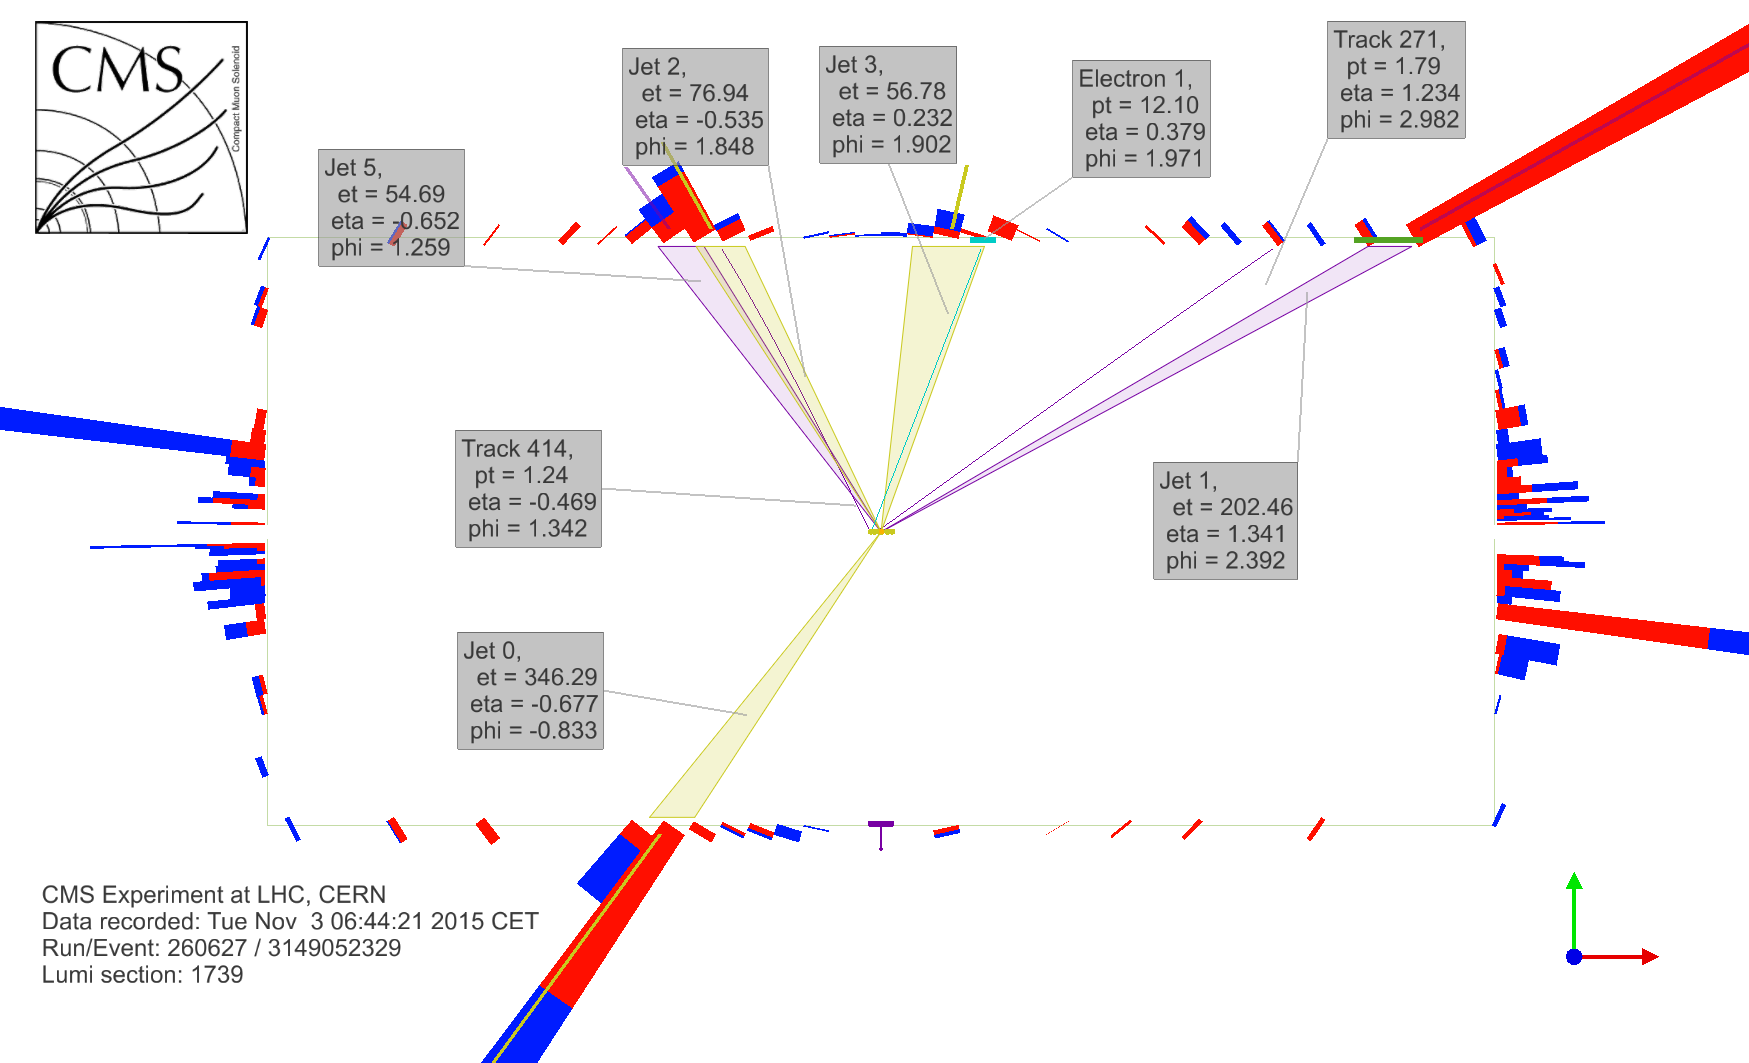 CMS
Compact Muon Solenoid
Jet 5,
et = 54.69
eta = -0.652
phi = 1.259
Jet 2,
et = 76.94
eta = -0.535
phi = 1.848
Jet 3,
et = 56.78
eta = 0.232
phi = 1.902
Electron 1,
pt = 12.10
eta = 0.379
phi = 1.971
Track 271,
pt = 1.79
eta = 1.234
phi = 2.982
Track 414,
pt = 1.24
eta = -0.469
phi = 1.342
Jet 1,
et = 202.46
eta = 1.341
phi = 2.392
Jet 0,
et = 346.29
eta = -0.677
phi = -0.833
CMS Experiment at LHC, CERN
Data recorded: Tue Nov  3 06:44:21 2015 CET
Run/Event: 260627 / 3149052329
Lumi section: 1739